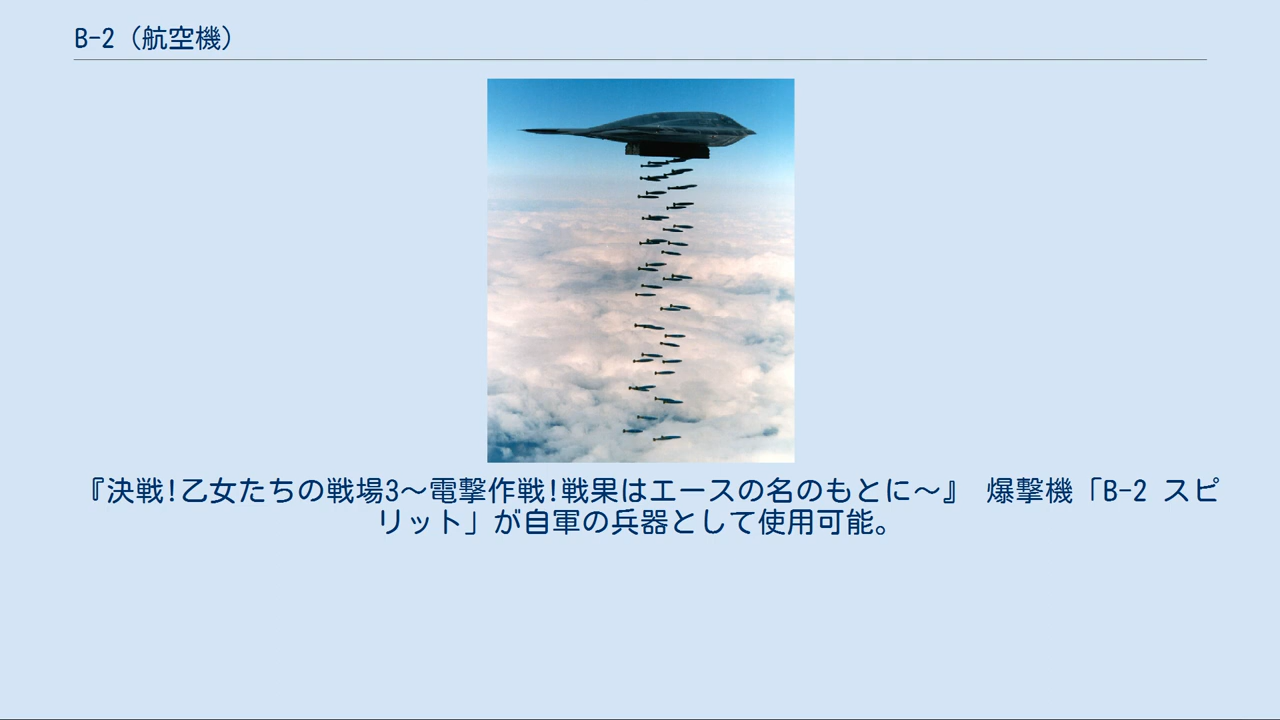 B-2（航空機）
『決戦!乙女たちの戦場3～電撃作戦!戦果はエースの名のもとに～』 爆撃機「B-2 スピ
リット」が自軍の兵器として使用可能。